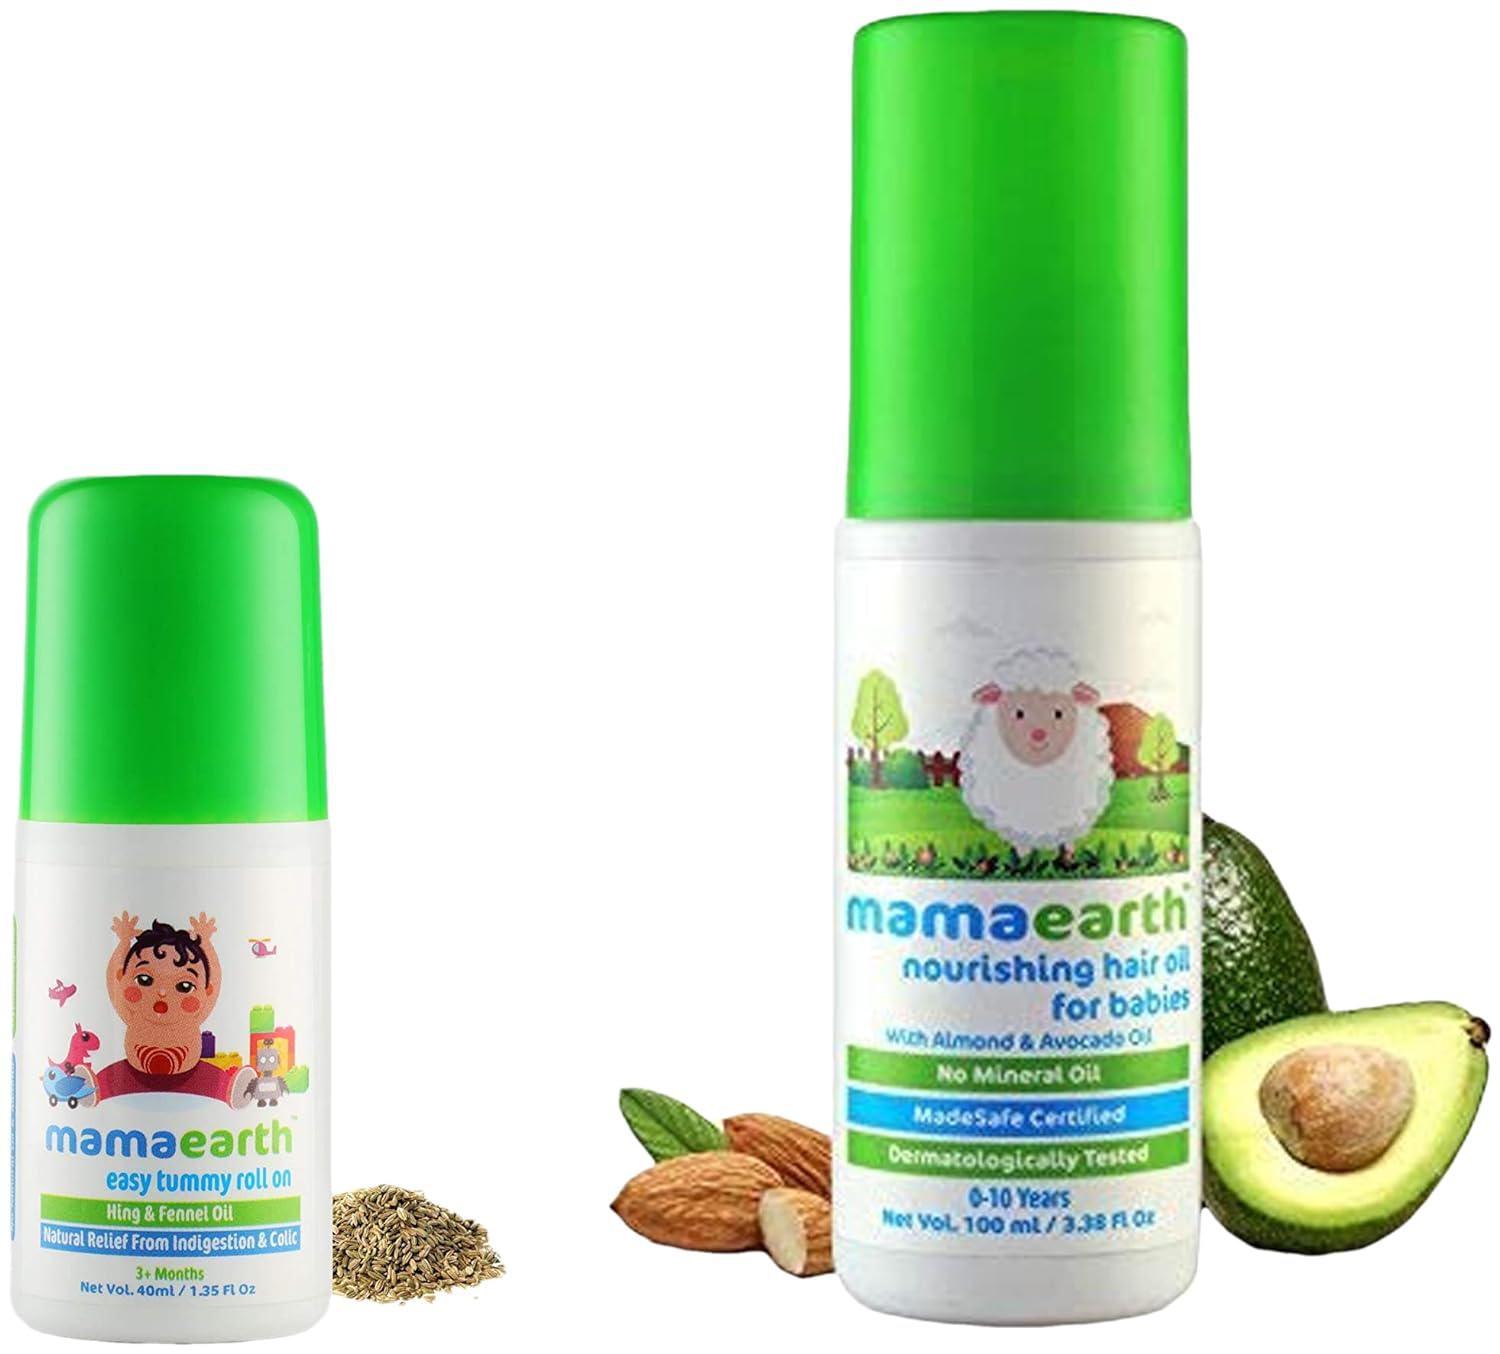 mamaearth™
easy tummy roll on
Hing & Fennel Oil
Natural Relief From Indigestion & Colic
3+ Months
Net Vol. 40ml / 1.35 Fl Oz
mamaearth™
nourishing hair oil
for babies
With Almond & Avocado Oil
No Mineral Oil
MadeSafe Certified
Dermatologically Tested
0-10 Years
Net Vol. 100 ml / 3.38 Fl Oz